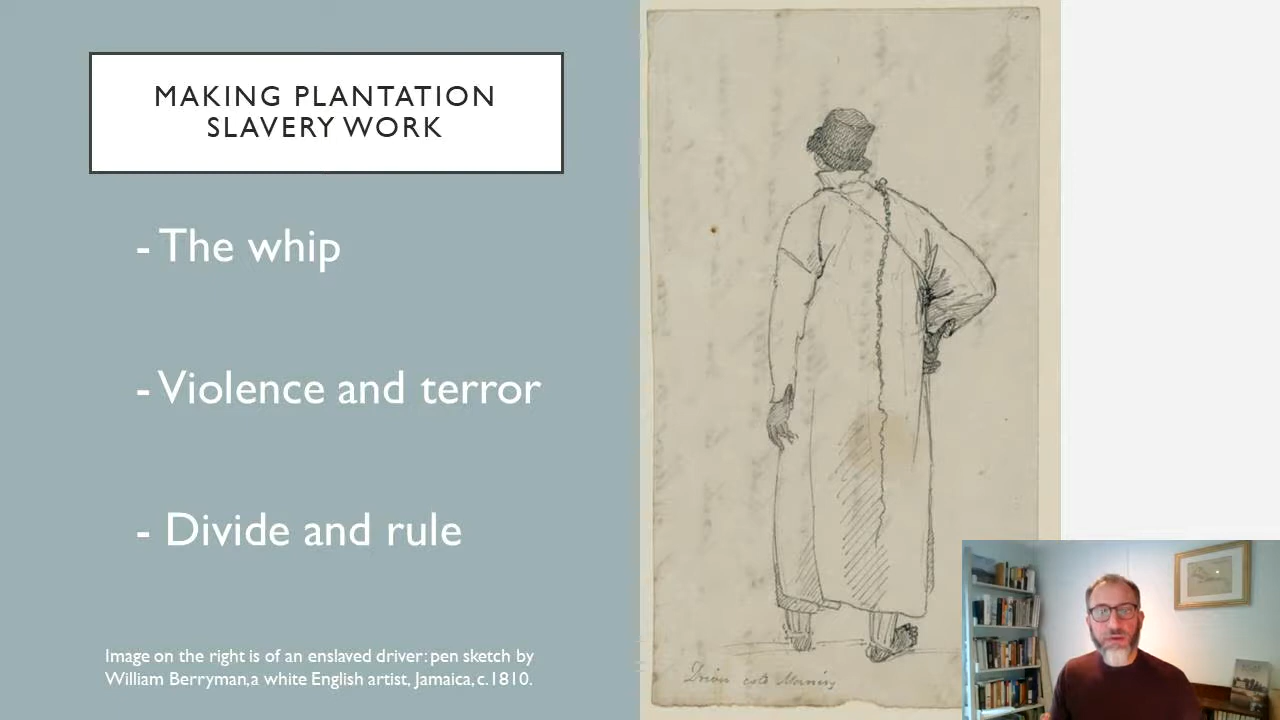 MAKING PLANTATION
SLAVERY WORK
- The whip
- Violence and terror
- Divide and rule
Image on the right is of an enslaved driver: pen sketch by
William Berryman, a white English artist, Jamaica, c.1810.